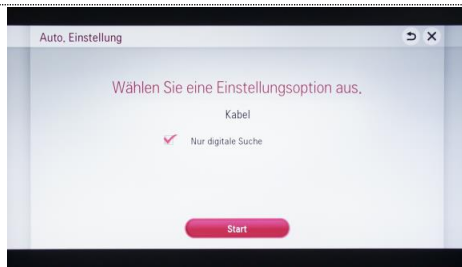 Auto. Einstellung
Wählen Sie eine Einstellungsoption aus.
Kabel
Nur digitale Suche
Start